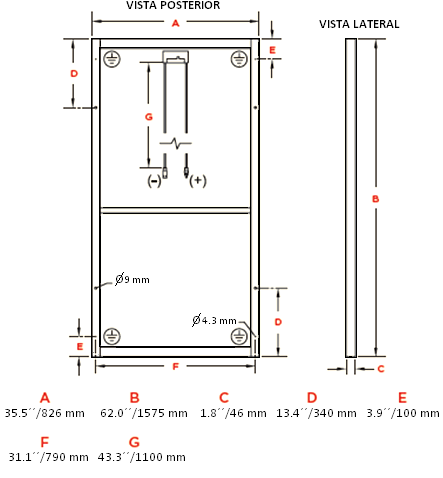 VISTA POSTERIOR
VISTA LATERAL
A
E
D
G
(-) (+)
B
Ø9 mm
Ø4.3 mm
D
E
F
C
A B C D E
35.5´´/826 mm 62.0´´/1575 mm 1.8´´/46 mm 13.4´´/340 mm 3.9´´/100 mm
F G
31.1´´/790 mm 43.3´´/1100 mm